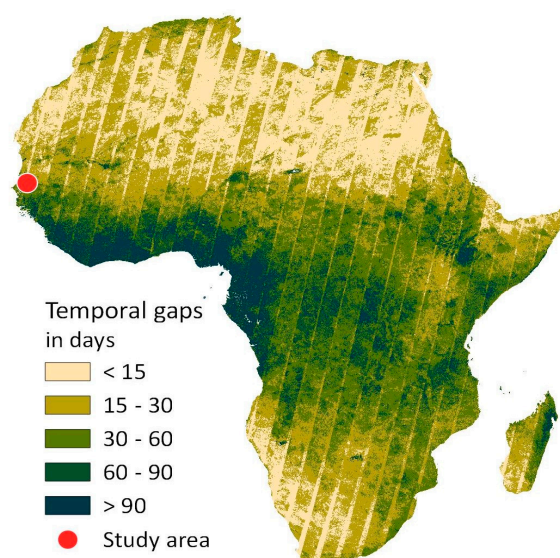 Temporal gaps
in days
< 15
15 - 30
30 - 60
60 - 90
> 90
Study area